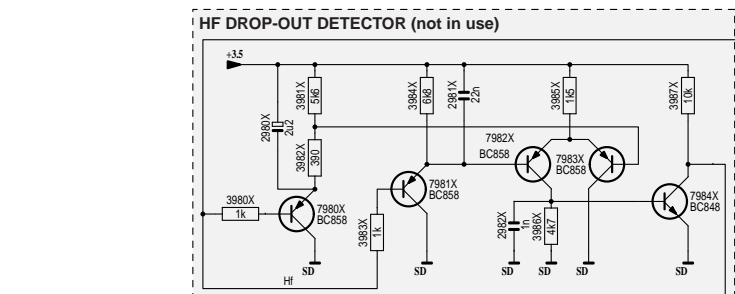 HF DROP-OUT DETECTOR (not in use)
+3.5
3981X
5k6
3984X
6k8
2981X
22n
3985X
1k5
3987X
10k
2980X
2u2
3982X
390
7982X
BC858
7983X
BC858
3980X
1k
7980X
BC858
3983X
1k
7981X
BC858
2982X
1n
3986X
4k7
7984X
BC848
SD
SD
SD
SD
SD
SD
Hf